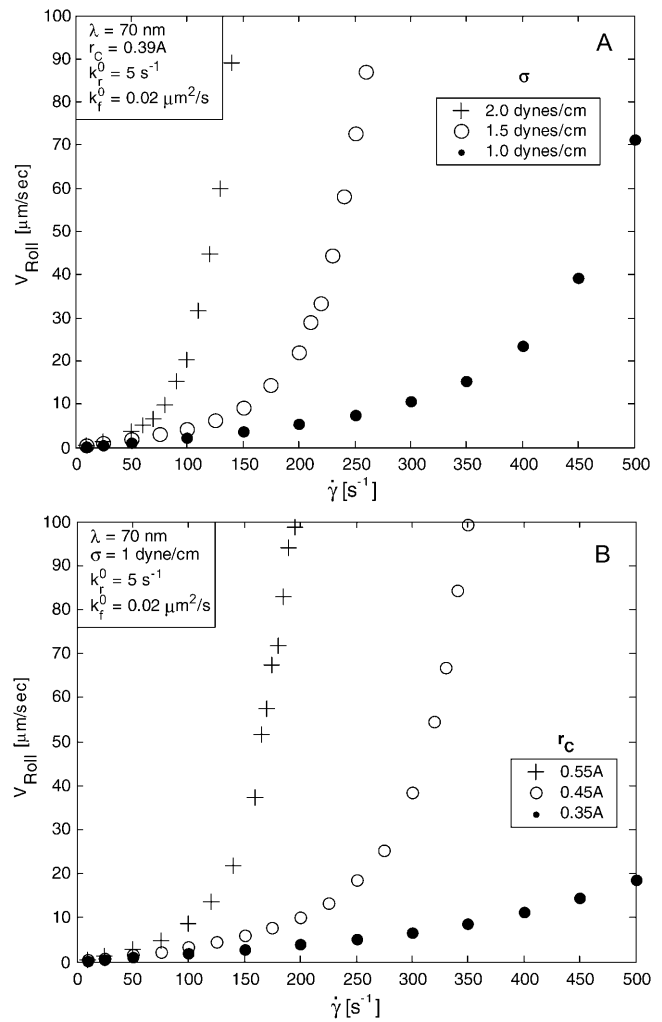 λ = 70 nm
r_C = 0.39A
k_r^0 = 5 s^-1
k_f^0 = 0.02 μm^2/s
A
σ
2.0 dynes/cm
1.5 dynes/cm
1.0 dynes/cm
100
90
80
70
60
50
40
30
20
10
0
V_Roll [μm/sec]
0 50 100 150 200 250 300 350 400 450 500
γ̇ [s^-1]
λ = 70 nm
σ = 1 dyne/cm
k_r^0 = 5 s^-1
k_f^0 = 0.02 μm^2/s
B
r_C
0.55A
0.45A
0.35A
100
90
80
70
60
50
40
30
20
10
0
V_Roll [μm/sec]
0 50 100 150 200 250 300 350 400 450 500
γ̇ [s^-1]